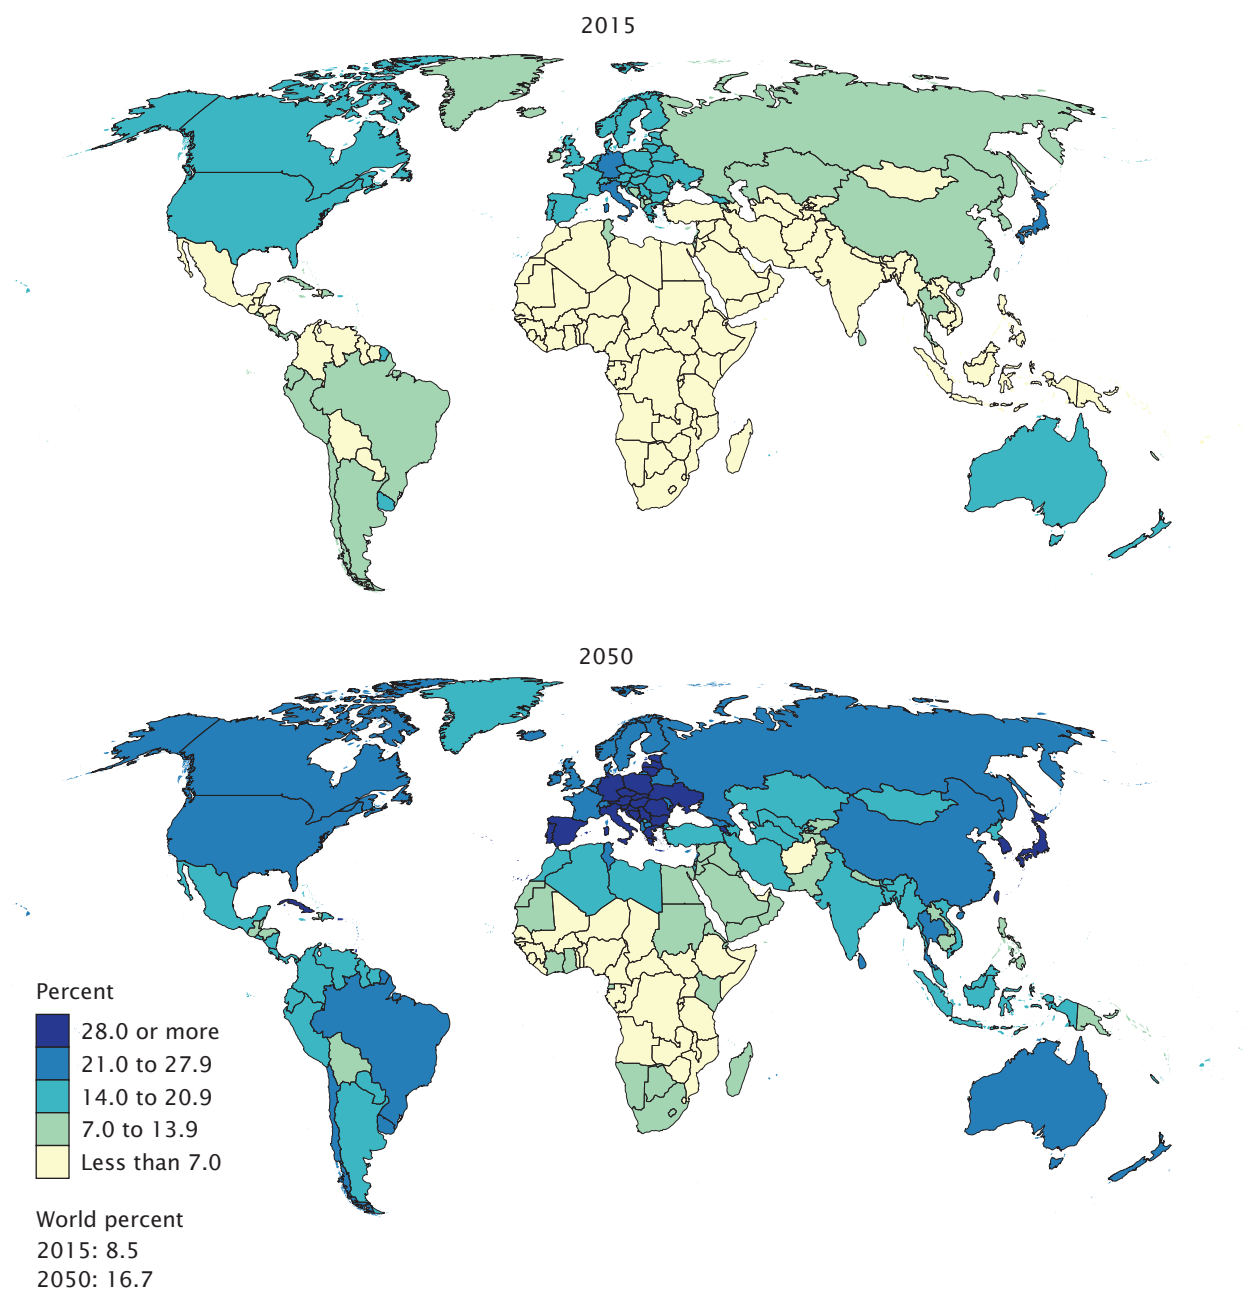 2015
2050
Percent
28.0 or more
21.0 to 27.9
14.0 to 20.9
7.0 to 13.9
Less than 7.0
World percent
2015: 8.5
2050: 16.7